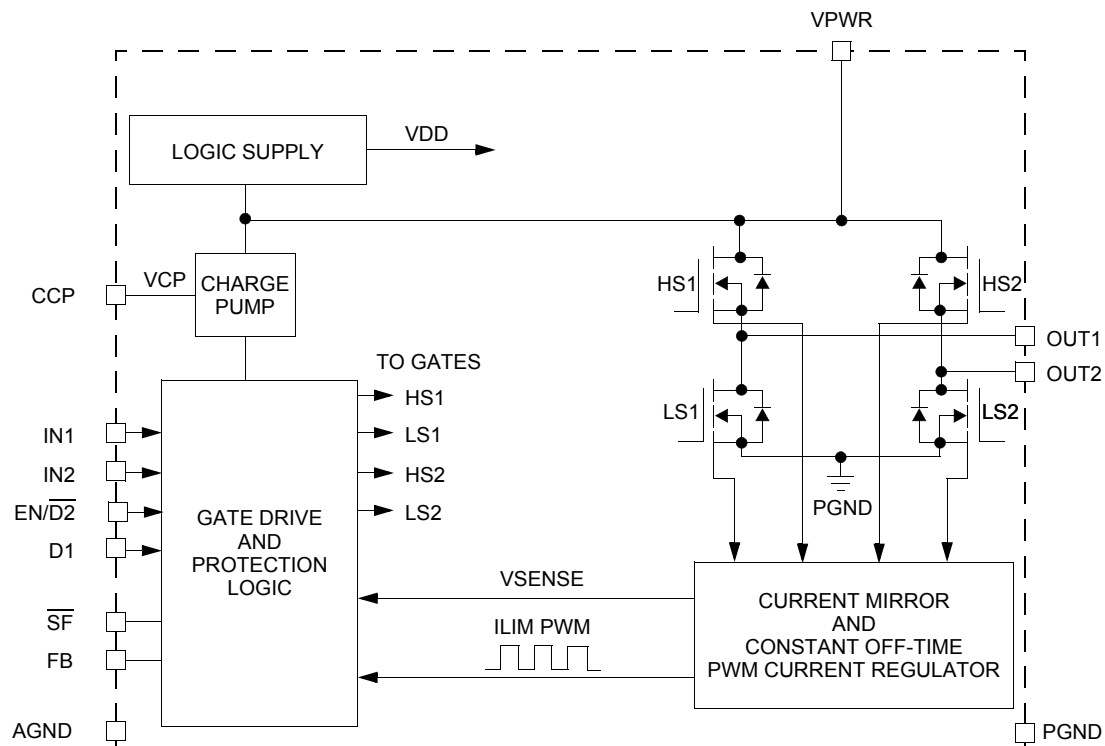 VPWR
LOGIC SUPPLY
VDD
CCP
VCP
CHARGE
PUMP
HS1
HS2
OUT1
OUT2
TO GATES
HS1
LS1
HS2
LS2
LS1
LS2
PGND
IN1
IN2
EN/D2
D1
SF
FB
AGND
GATE DRIVE
AND
PROTECTION
LOGIC
VSENSE
ILIM PWM
CURRENT MIRROR
AND
CONSTANT OFF-TIME
PWM CURRENT REGULATOR
PGND